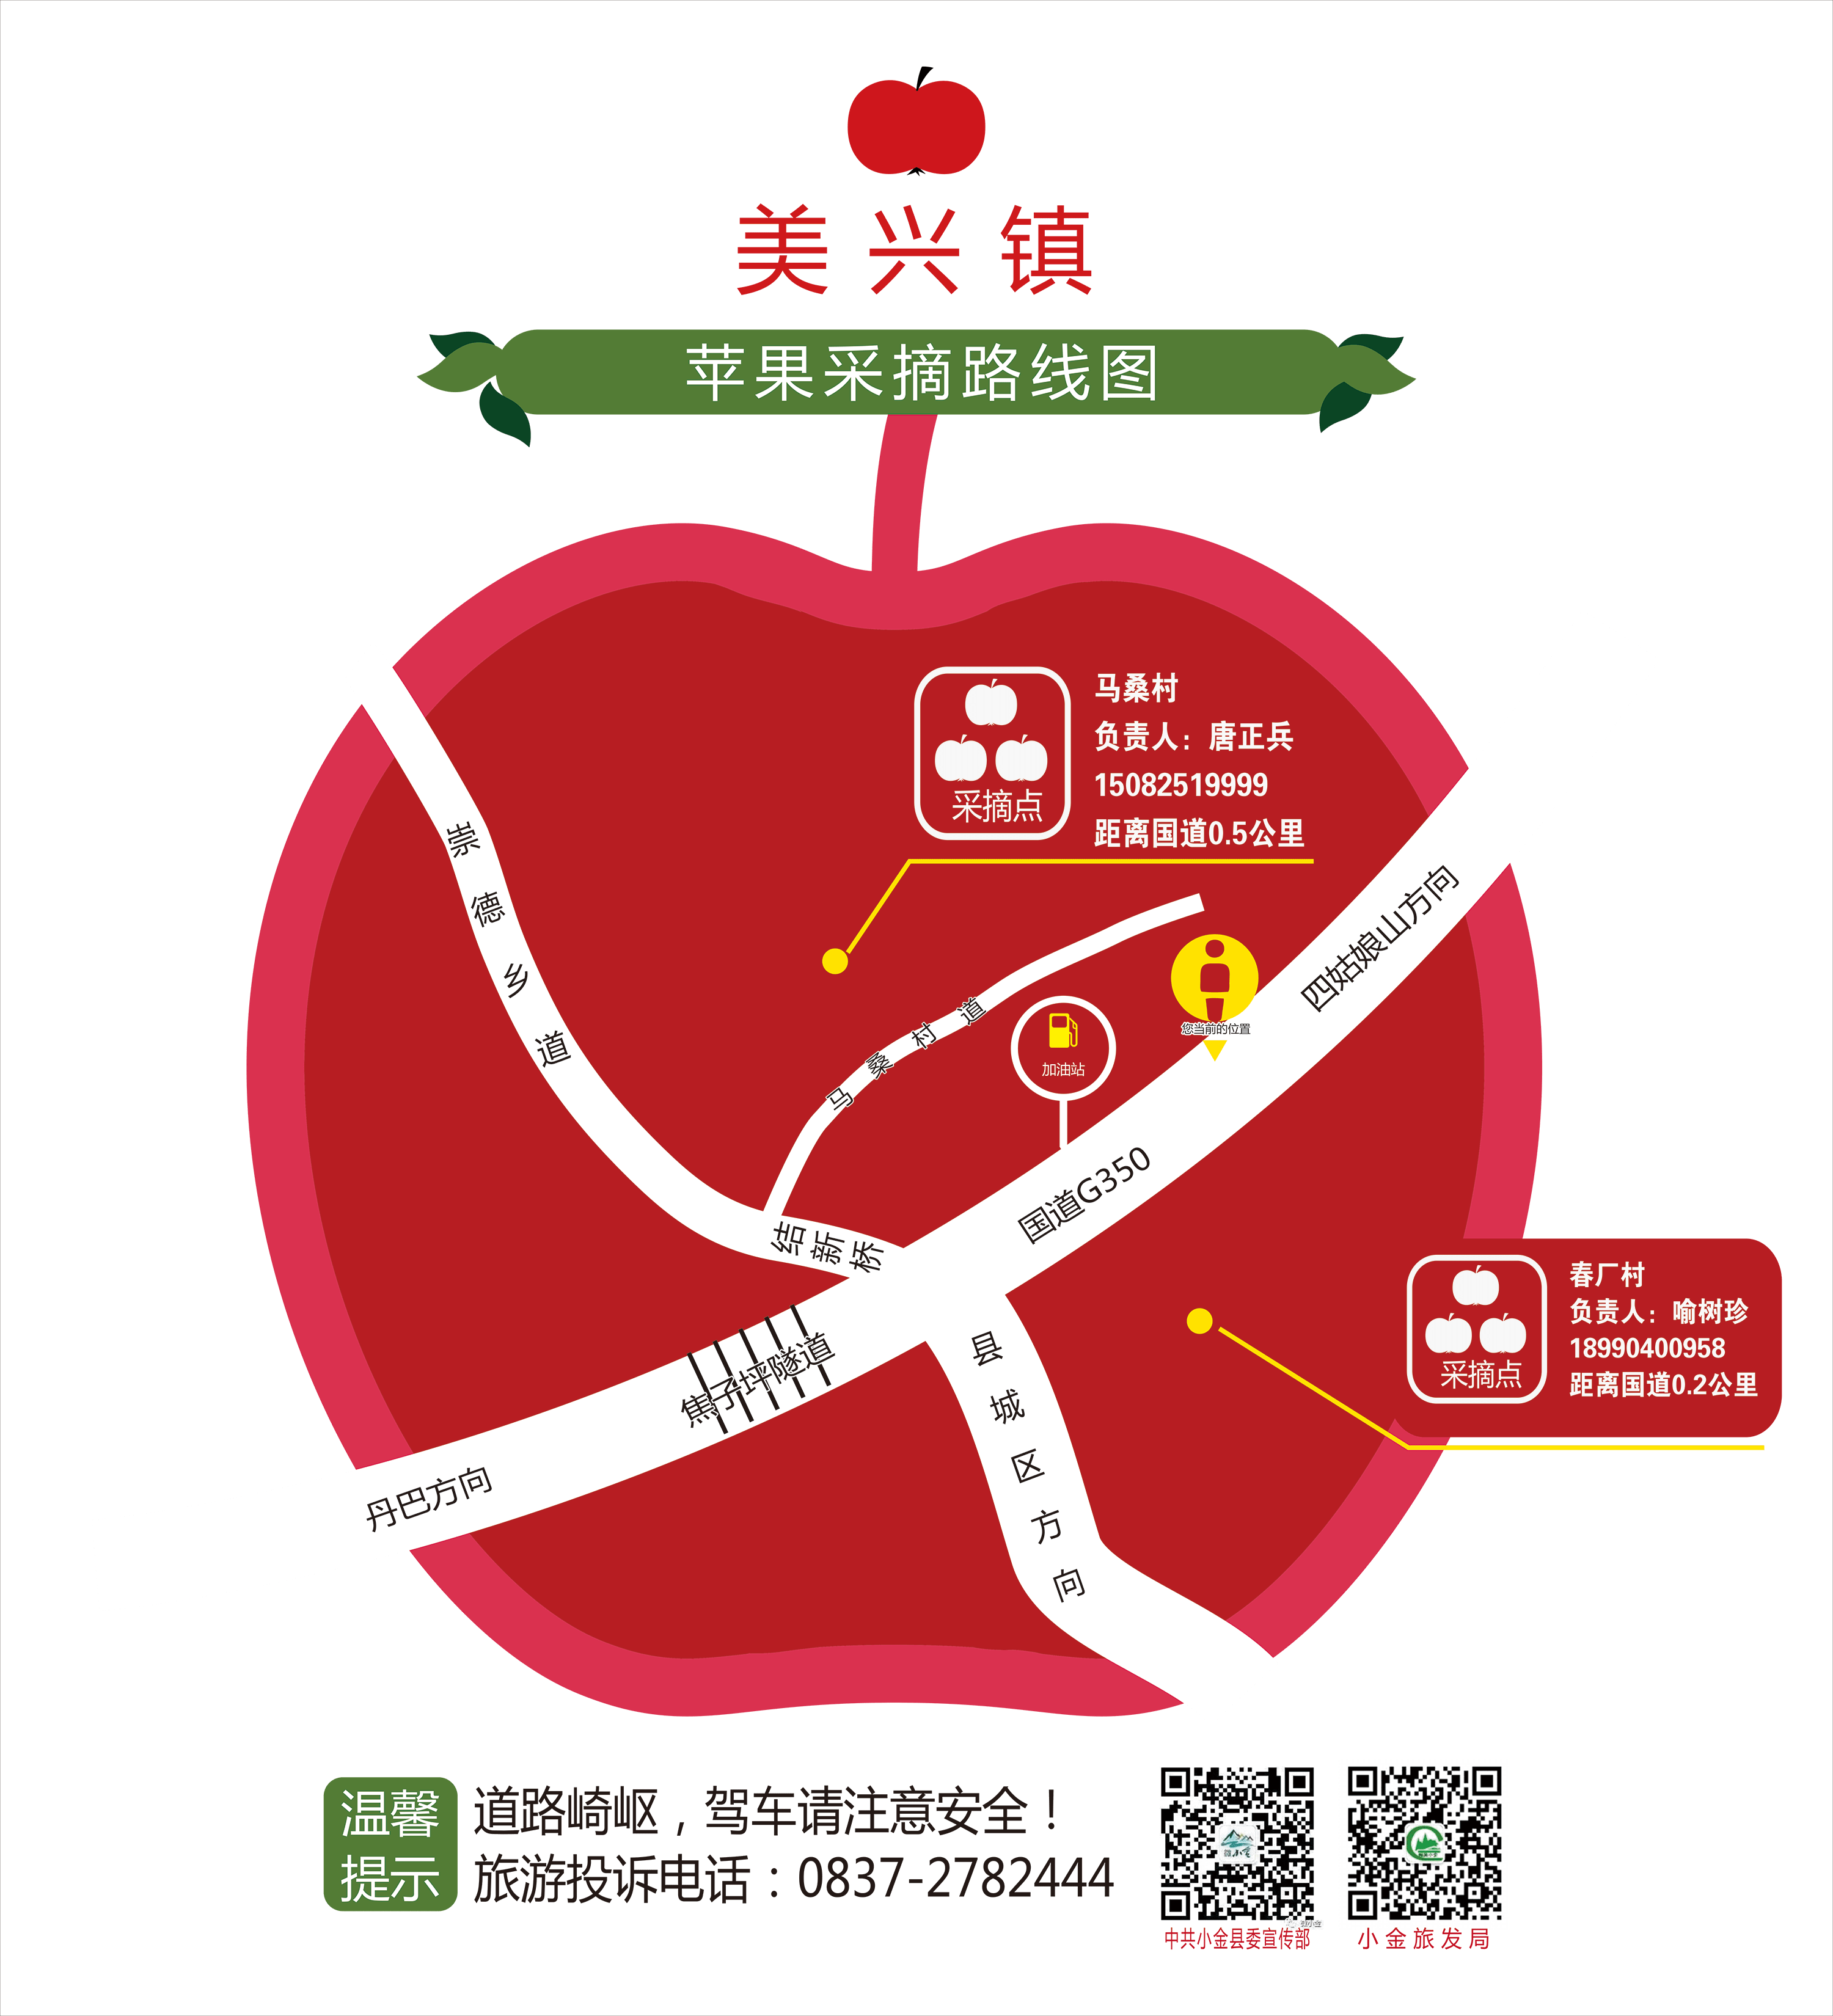 美兴镇
苹果采摘路线图
马桑村
负责人：唐正兵
15082519999
距离国道0.5公里
采摘点
崇德乡道
四姑娘山方向
马桑村道
您当前的位置
加油站
国道G350
结新桥
春厂村
负责人：喻树珍
18990400958
距离国道0.2公里
采摘点
焦子坪隧道
县城区方向
丹巴方向
温馨
提示
道路崎岖，驾车请注意安全！
旅游投诉电话：0837-2782444
微小金
中共小金县委宣传部
小金旅发局